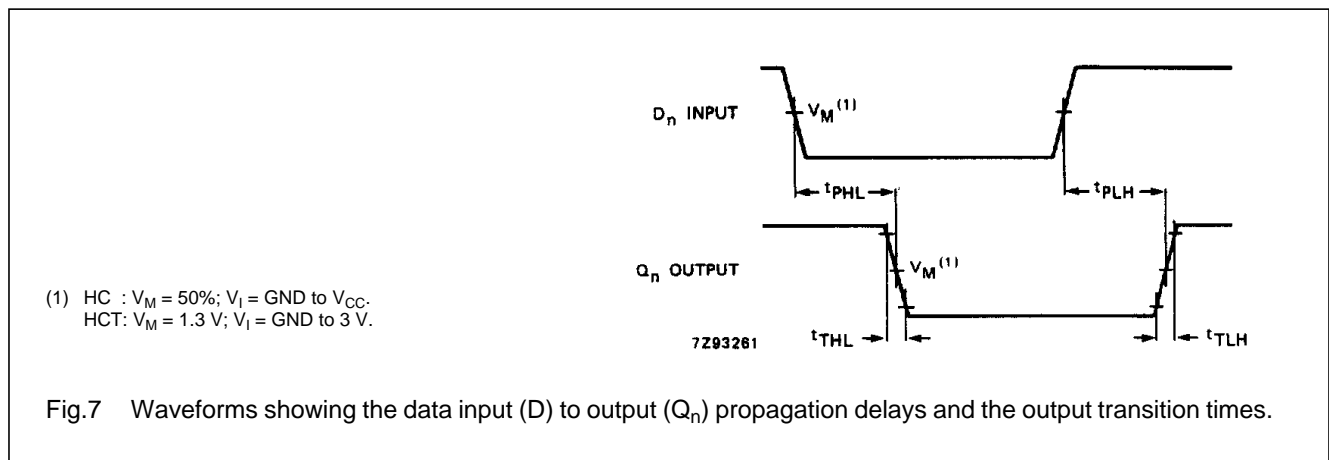 Dn INPUT
VM(1)
tPHL
tPLH
Qn OUTPUT
VM(1)
(1) HC : VM = 50%; VI = GND to VCC.
HCT: VM = 1.3 V; VI = GND to 3 V.
7Z93261
tTHL
tTLH
Fig.7 Waveforms showing the data input (D) to output (Qn) propagation delays and the output transition times.